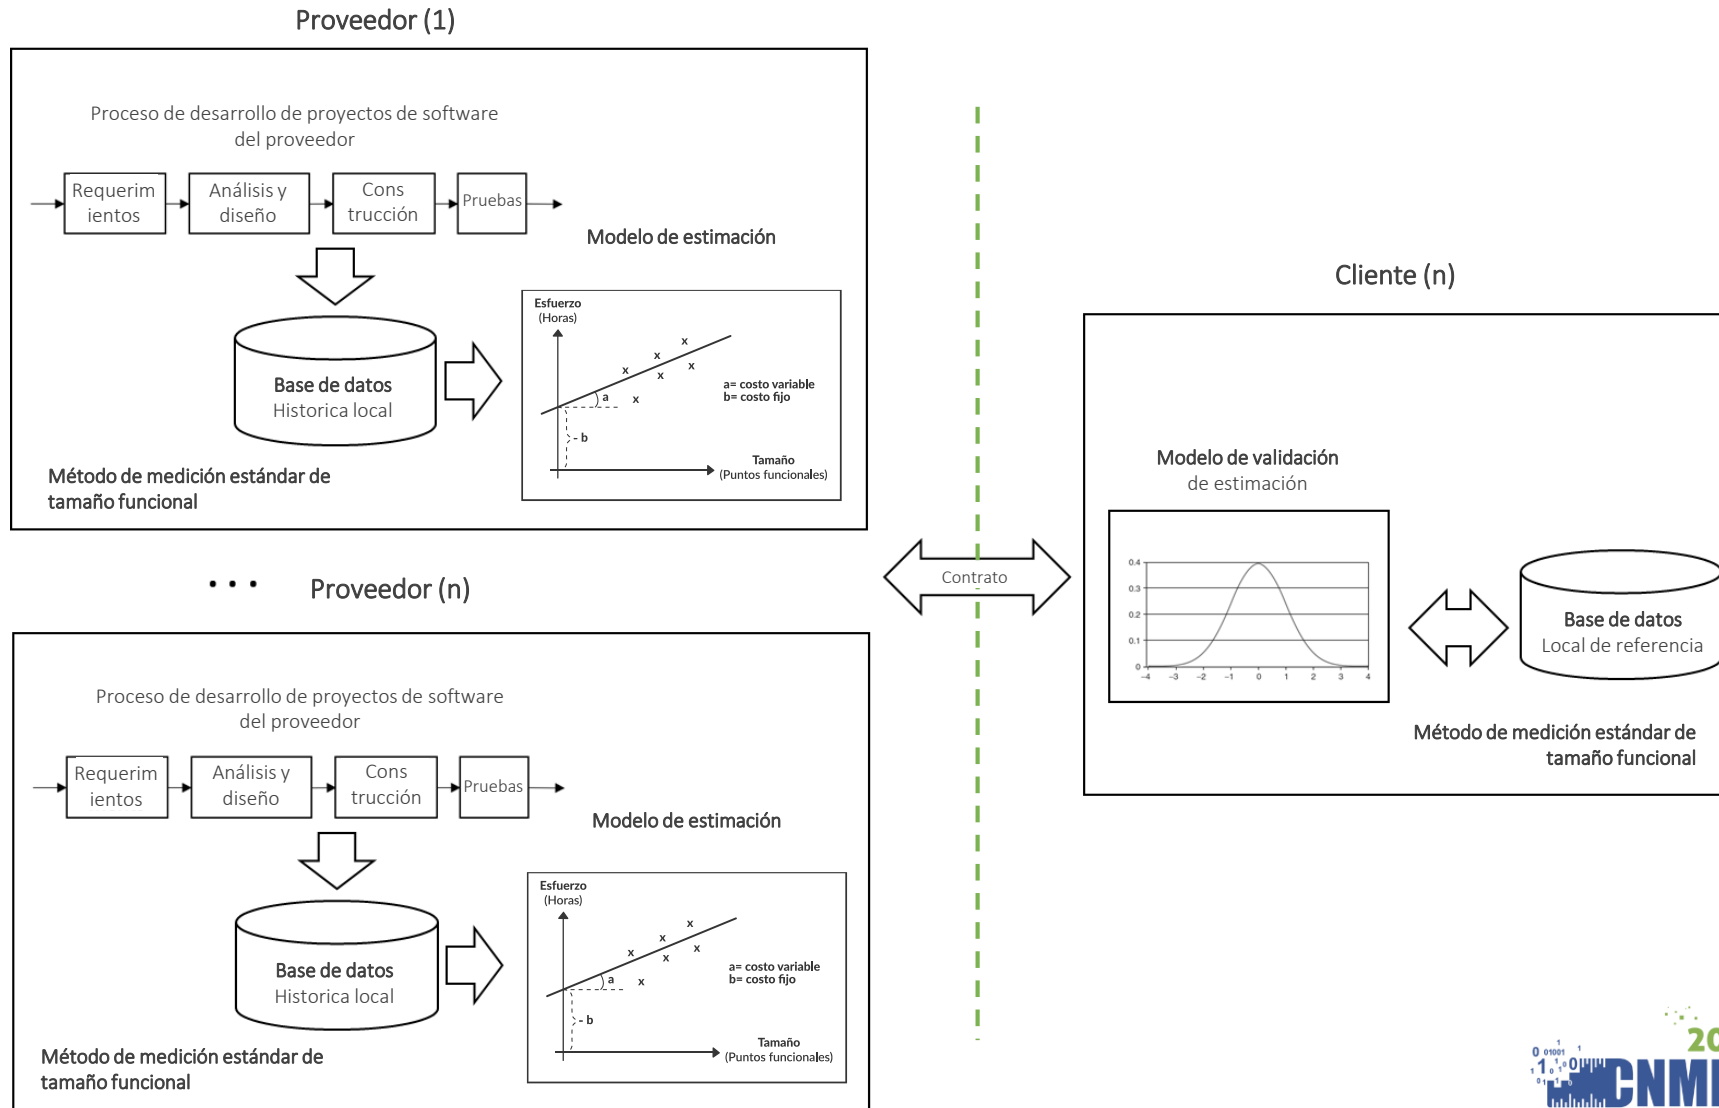 Proveedor (1)
Proceso de desarrollo de proyectos de software
del proveedor
Requerim
ientos
Análisis y
diseño
Cons
trucción
Pruebas
Modelo de estimación
Base de datos
Historica local
Esfuerzo
(Horas)
x
x
x
x
x
x
x
a
a= costo variable
b= costo fijo
- b
Tamaño
(Puntos funcionales)
Método de medición estándar de
tamaño funcional
... Proveedor (n)
Proceso de desarrollo de proyectos de software
del proveedor
Requerim
ientos
Análisis y
diseño
Cons
trucción
Pruebas
Modelo de estimación
Base de datos
Historica local
Esfuerzo
(Horas)
x
x
x
x
x
x
x
a
a= costo variable
b= costo fijo
- b
Tamaño
(Puntos funcionales)
Método de medición estándar de
tamaño funcional
Contrato
Cliente (n)
Modelo de validación
de estimación
0.4
0.3
0.2
0.1
0
-4 -3 -2 -1 0 1 2 3 4
Base de datos
Local de referencia
Método de medición estándar de
tamaño funcional
20
CNM